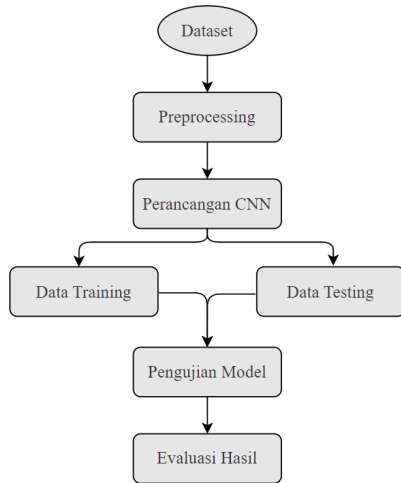 Dataset
Preprocessing
Perancangan CNN
Data Training
Data Testing
Pengujian Model
Evaluasi Hasil